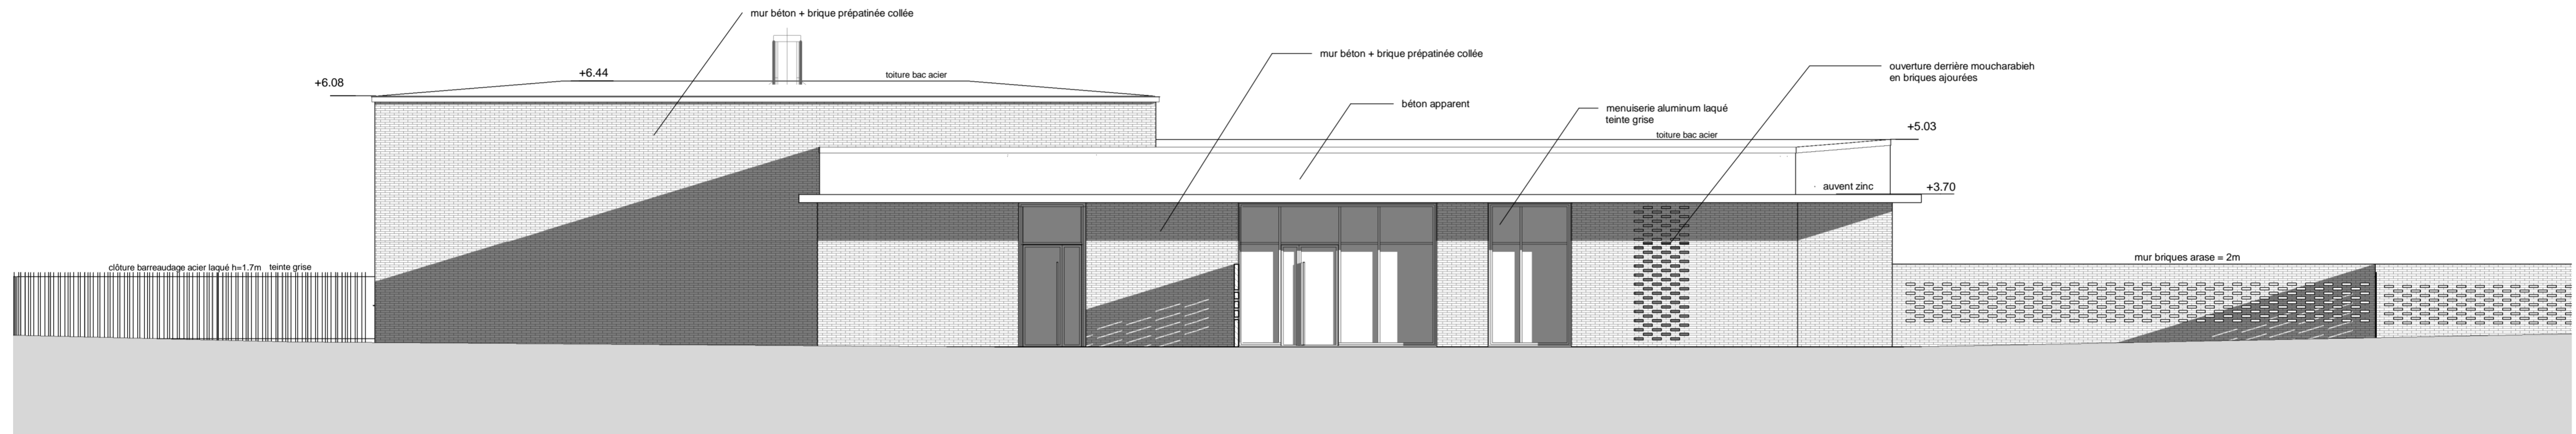 mur béton + brique prépatinée collée
mur béton + brique prépatinée collée
ouverture derrière moucharabieh
en briques ajourées
+6.44
toiture bac acier
+6.08
béton apparent
menuiserie aluminum laqué
teinte grise
toiture bac acier
+5.03
auvent zinc
+3.70
mur briques arase = 2m
clôture barreaudage acier laqué h=1.7m teinte grise